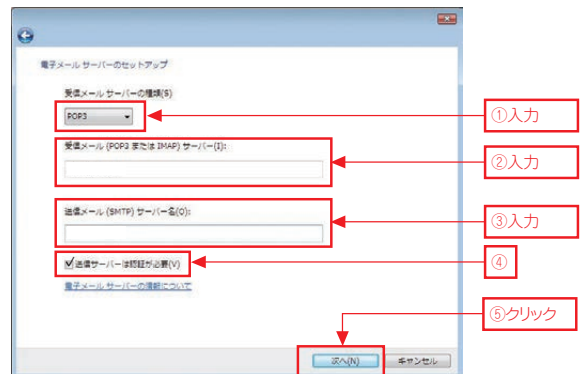 電子メール サーバーのセットアップ
受信メール サーバーの種類(S)
POP3
①入力
受信メール (POP3 または IMAP) サーバー(I):
②入力
送信メール (SMTP) サーバー名(O):
③入力
送信サーバーは認証が必要(V)
④
電子メール サーバーの情報について
⑤クリック
次へ(N)
キャンセル